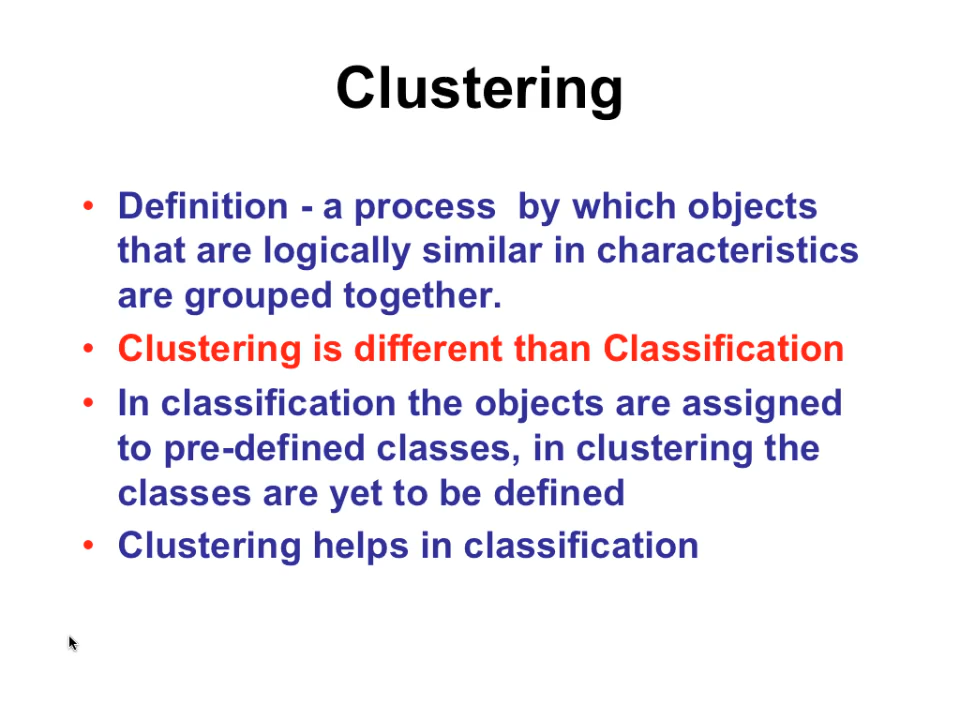 Clustering
• Definition - a process  by which objects
that are logically similar in characteristics
are grouped together.
• Clustering is different than Classification
• In classification the objects are assigned
to pre-defined classes, in clustering the
classes are yet to be defined
• Clustering helps in classification